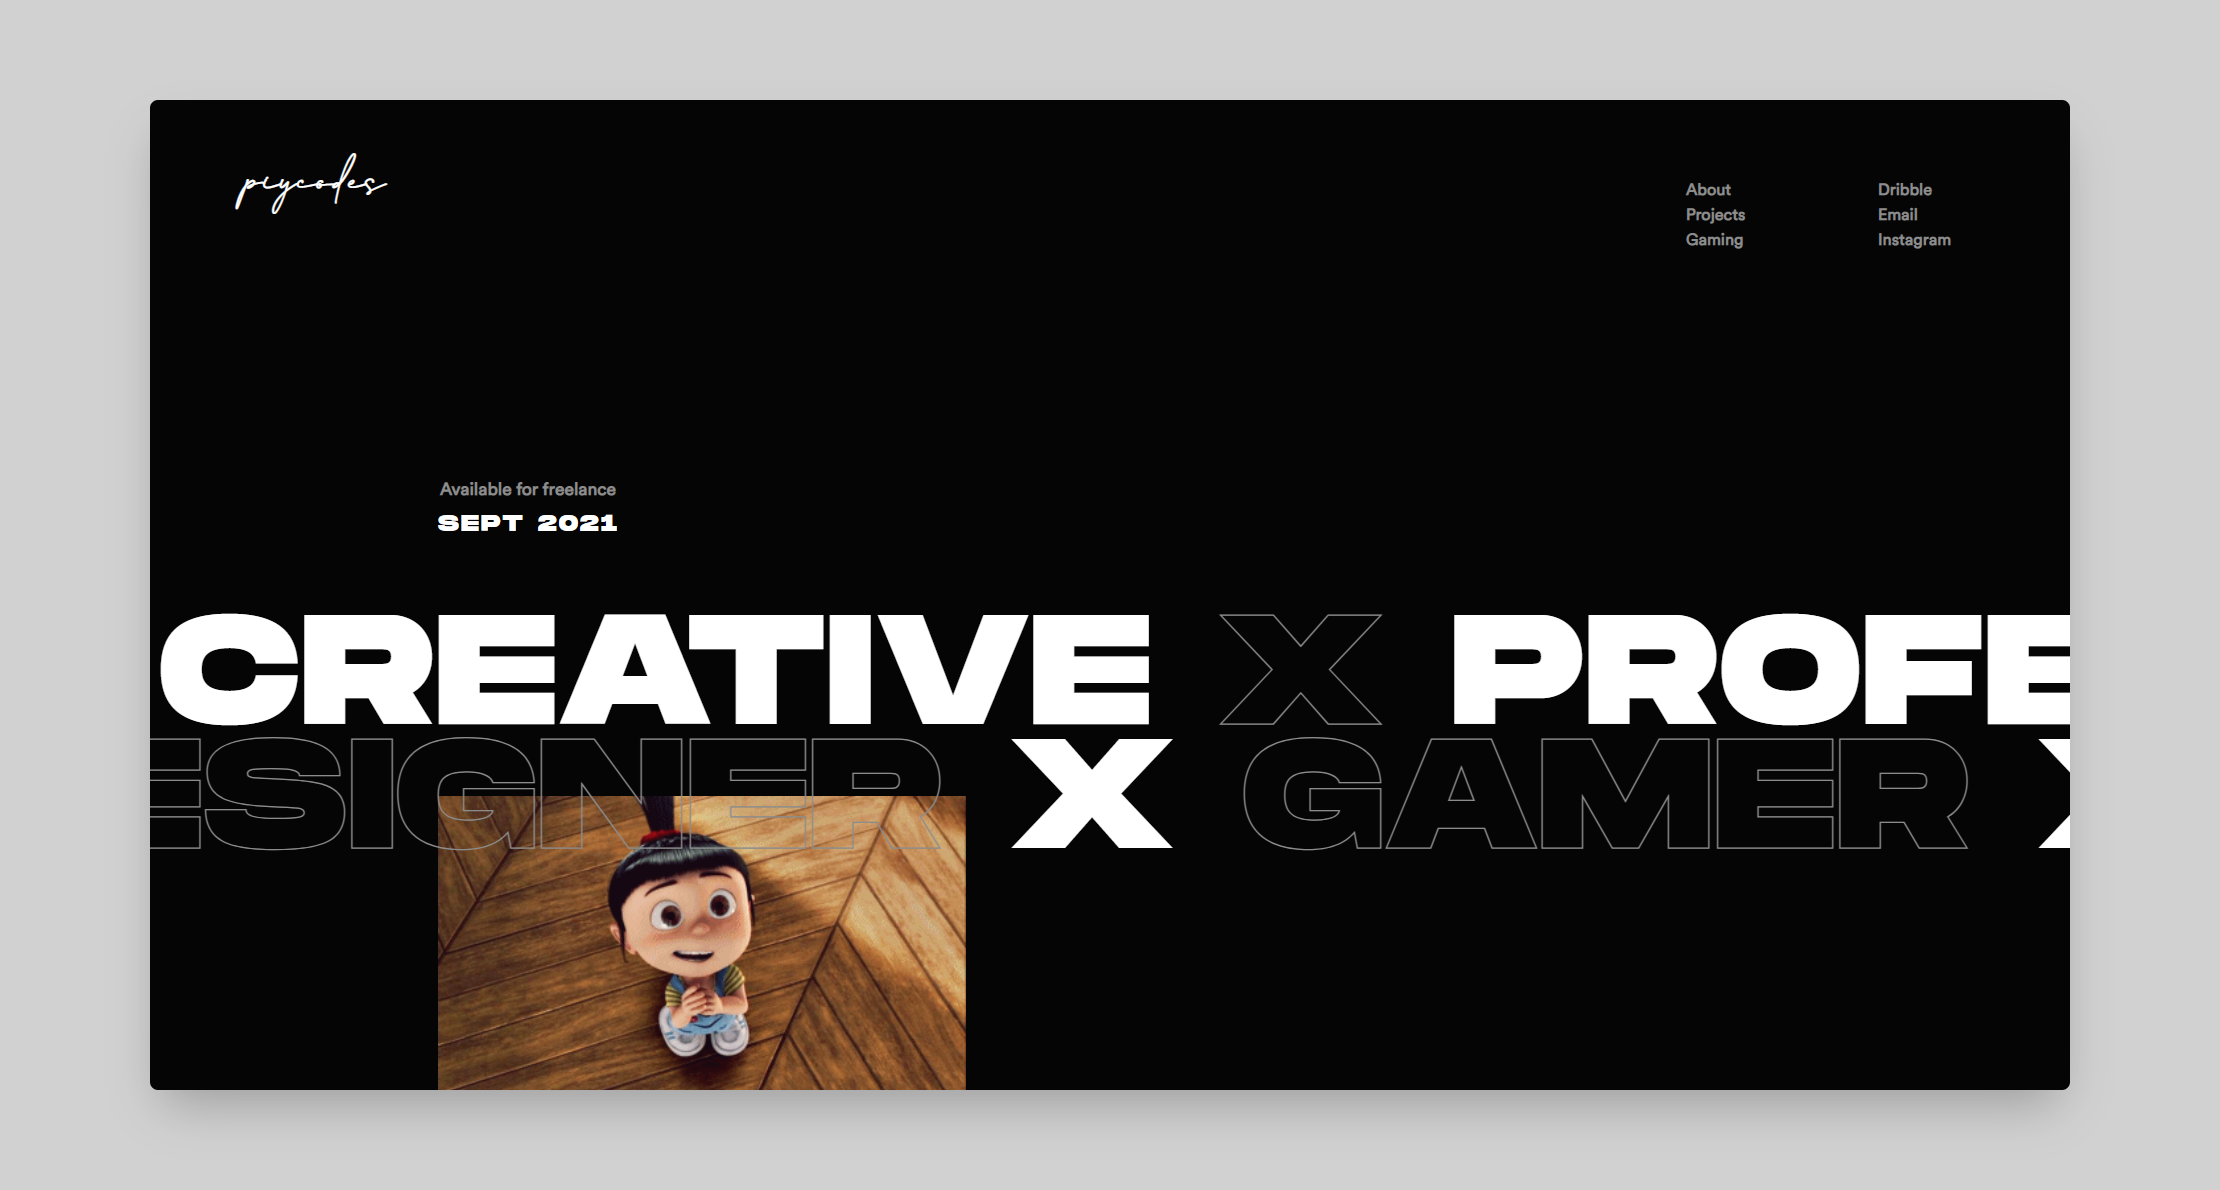 piycodes
About
Projects
Gaming
Dribble
Email
Instagram
Available for freelance
SEPT 2021
CREATIVE X PROFE
ESIGNER X GAMER X